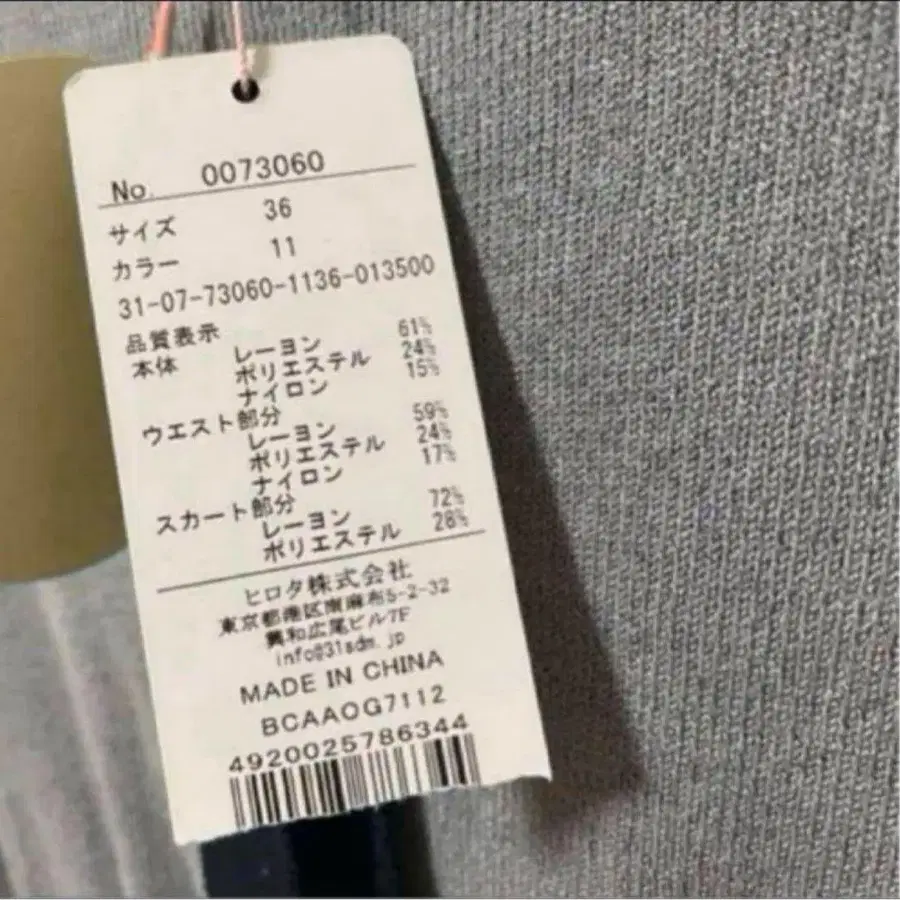 No. 0073060
サイズ 36
カラー 11
31-07-73060-1136-013500
品質表示
本体 レーヨン 61%
ポリエステル 24%
ナイロン 15%
ウエスト部分
レーヨン 59%
ポリエステル 24%
ナイロン 17%
スカート部分
レーヨン 72%
ポリエステル 28%
ヒロタ株式会社
東京都港区南麻布5-2-32
興和広尾ビル7F
info@31sdm.jp
MADE IN CHINA
BCAAOG7112
4920025786344